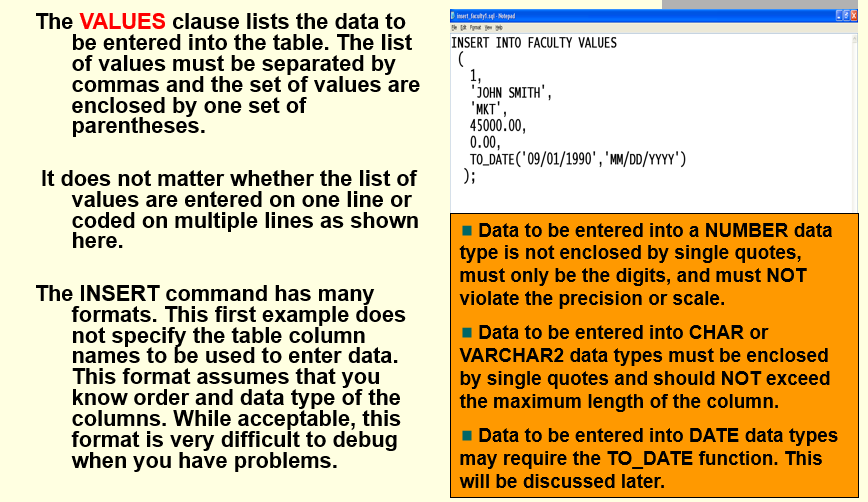 The VALUES clause lists the data to
be entered into the table. The list
of values must be separated by
commas and the set of values are
enclosed by one set of
parentheses.
It does not matter whether the list of
values are entered on one line or
coded on multiple lines as shown
here.
The INSERT command has many
formats. This first example does
not specify the table column
names to be used to enter data.
This format assumes that you
know order and data type of the
columns. While acceptable, this
format is very difficult to debug
when you have problems.
insert_faculty1.sql - Notepad
File Edit Format View Help
INSERT INTO FACULTY VALUES
(
1,
'JOHN SMITH',
'MKT',
45000.00,
0.00,
TO_DATE('09/01/1990','MM/DD/YYYY')
);
Data to be entered into a NUMBER data
type is not enclosed by single quotes,
must only be the digits, and must NOT
violate the precision or scale.
Data to be entered into CHAR or
VARCHAR2 data types must be enclosed
by single quotes and should NOT exceed
the maximum length of the column.
Data to be entered into DATE data types
may require the TO_DATE function. This
will be discussed later.